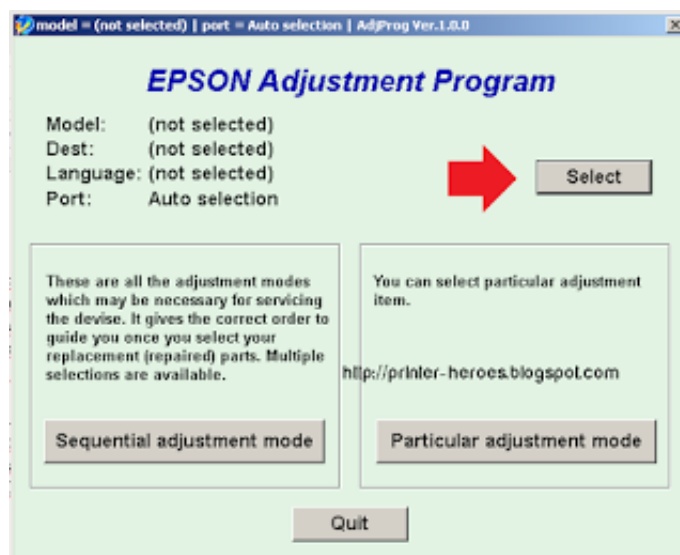 model = (not selected) | port = Auto selection | AdjProg Ver.1.0.0
EPSON Adjustment Program
Model: (not selected)
Dest: (not selected)
Language: (not selected)
Port: Auto selection
Select
These are all the adjustment modes
which may be necessary for servicing
the devise. It gives the correct order to
guide you once you select your
replacement (repaired) parts. Multiple
selections are available.
Sequential adjustment mode
You can select particular adjustment
item.
http://printer-heroes.blogspot.com
Particular adjustment mode
Quit